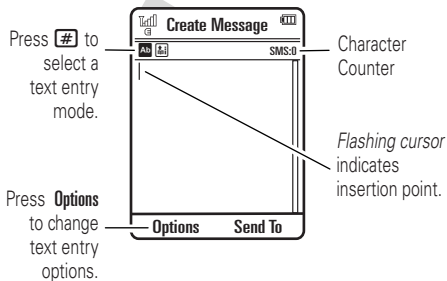 Press # to
select a
text entry
mode.
Create Message
G
Ab
SMS:0
Character
Counter
Flashing cursor
indicates
insertion point.
Press Options
to change
text entry
options.
Options Send To